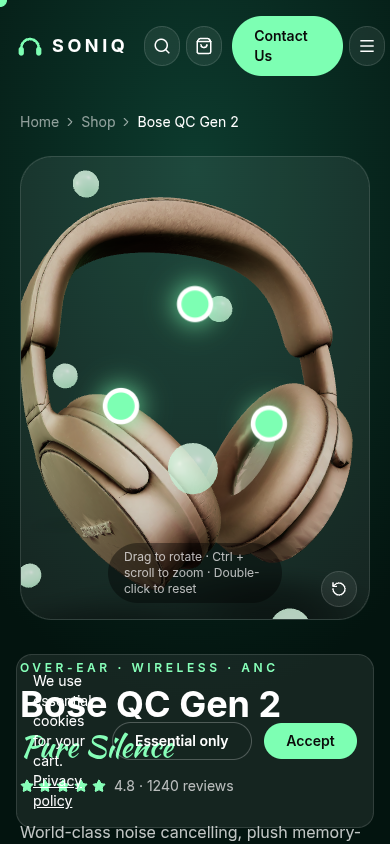 SONIQ
Contact
Us
Home > Shop > Bose QC Gen 2
Drag to rotate · Ctrl +
scroll to zoom · Double-
click to reset
OVER-EAR · WIRELESS · ANC
Bose QC Gen 2
Pure Silence
4.8 · 1240 reviews
World-class noise cancelling, plush memory-
We use
essential
cookies
for your
cart.
Privacy
policy
Essential only
Accept